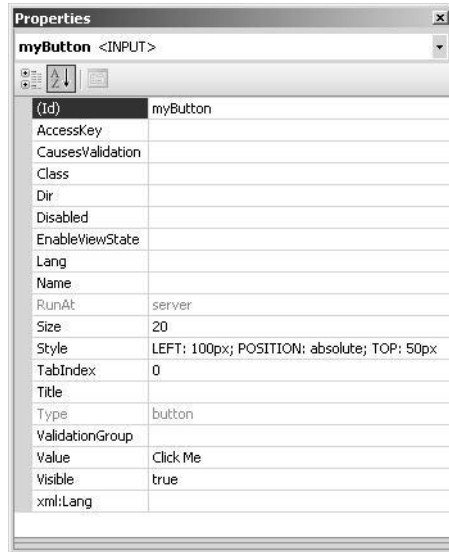 Properties
myButton <INPUT>
(Id) myButton
AccessKey
CausesValidation
Class
Dir
Disabled
EnableViewState
Lang
Name
RunAt server
Size 20
Style LEFT: 100px; POSITION: absolute; TOP: 50px
TabIndex 0
Title
Type button
ValidationGroup
Value Click Me
Visible true
xml:Lang